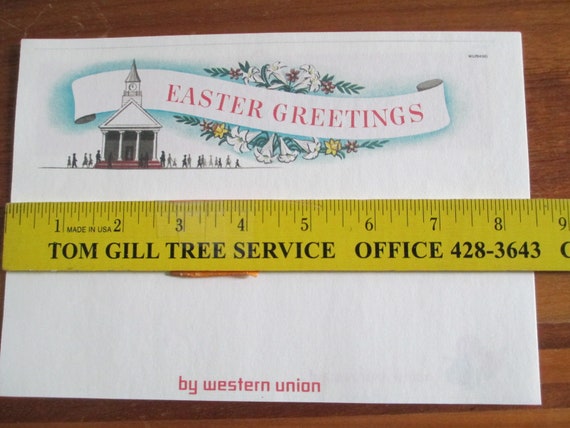 EASTER GREETINGS
1 MADE IN USA 2 3 4 5 6 7 8 9
TOM GILL TREE SERVICE OFFICE 428-3643 C
by western union